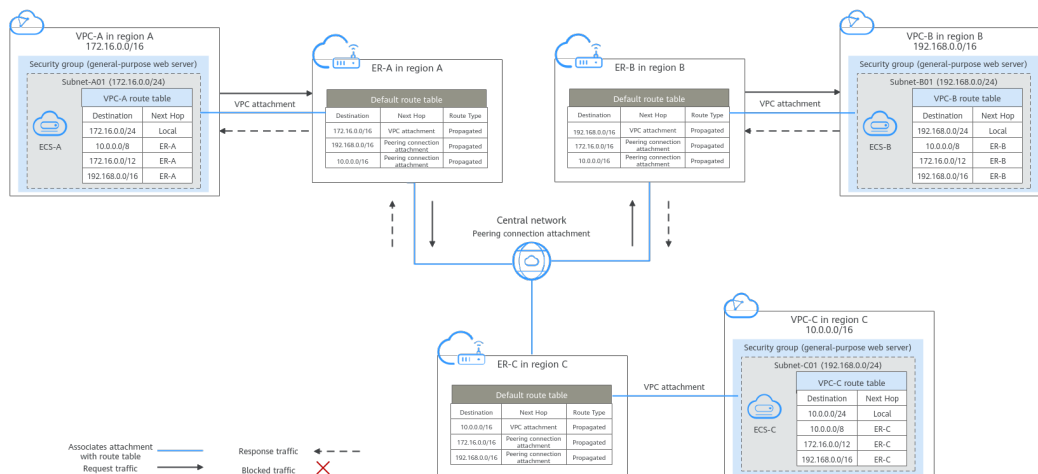 VPC-A in region A
172.16.0.0/16
Security group (general-purpose web server)
Subnet-A01 (172.16.0.0/24)
VPC-A route table
Destination Next Hop
172.16.0.0/24 Local
10.0.0.0/8 ER-A
172.16.0.0/12 ER-A
192.168.0.0/16 ER-A
ECS-A
VPC attachment
ER-A in region A
Default route table
Destination Next Hop Route Type
172.16.0.0/16 VPC attachment Propagated
192.168.0.0/16 Peering connection attachment Propagated
10.0.0.0/16 Peering connection attachment Propagated
ER-B in region B
Default route table
Destination Next Hop Route Type
192.168.0.0/16 VPC attachment Propagated
172.16.0.0/16 Peering connection attachment Propagated
10.0.0.0/16 Peering connection attachment Propagated
VPC attachment
VPC-B in region B
192.168.0.0/16
Security group (general-purpose web server)
Subnet-B01 (192.168.0.0/24)
VPC-B route table
Destination Next Hop
192.168.0.0/24 Local
10.0.0.0/8 ER-B
172.16.0.0/12 ER-B
192.168.0.0/16 ER-B
ECS-B
Central network
Peering connection attachment
ER-C in region C
Default route table
Destination Next Hop Route Type
10.0.0.0/16 VPC attachment Propagated
172.16.0.0/16 Peering connection attachment Propagated
192.168.0.0/16 Peering connection attachment Propagated
VPC attachment
VPC-C in region C
10.0.0.0/16
Security group (general-purpose web server)
Subnet-C01 (192.168.0.0/24)
VPC-C route table
Destination Next Hop
10.0.0.0/24 Local
10.0.0.0/8 ER-C
172.16.0.0/12 ER-C
192.168.0.0/16 ER-C
ECS-C
Associates attachment
with route table
Request traffic
Response traffic
Blocked traffic